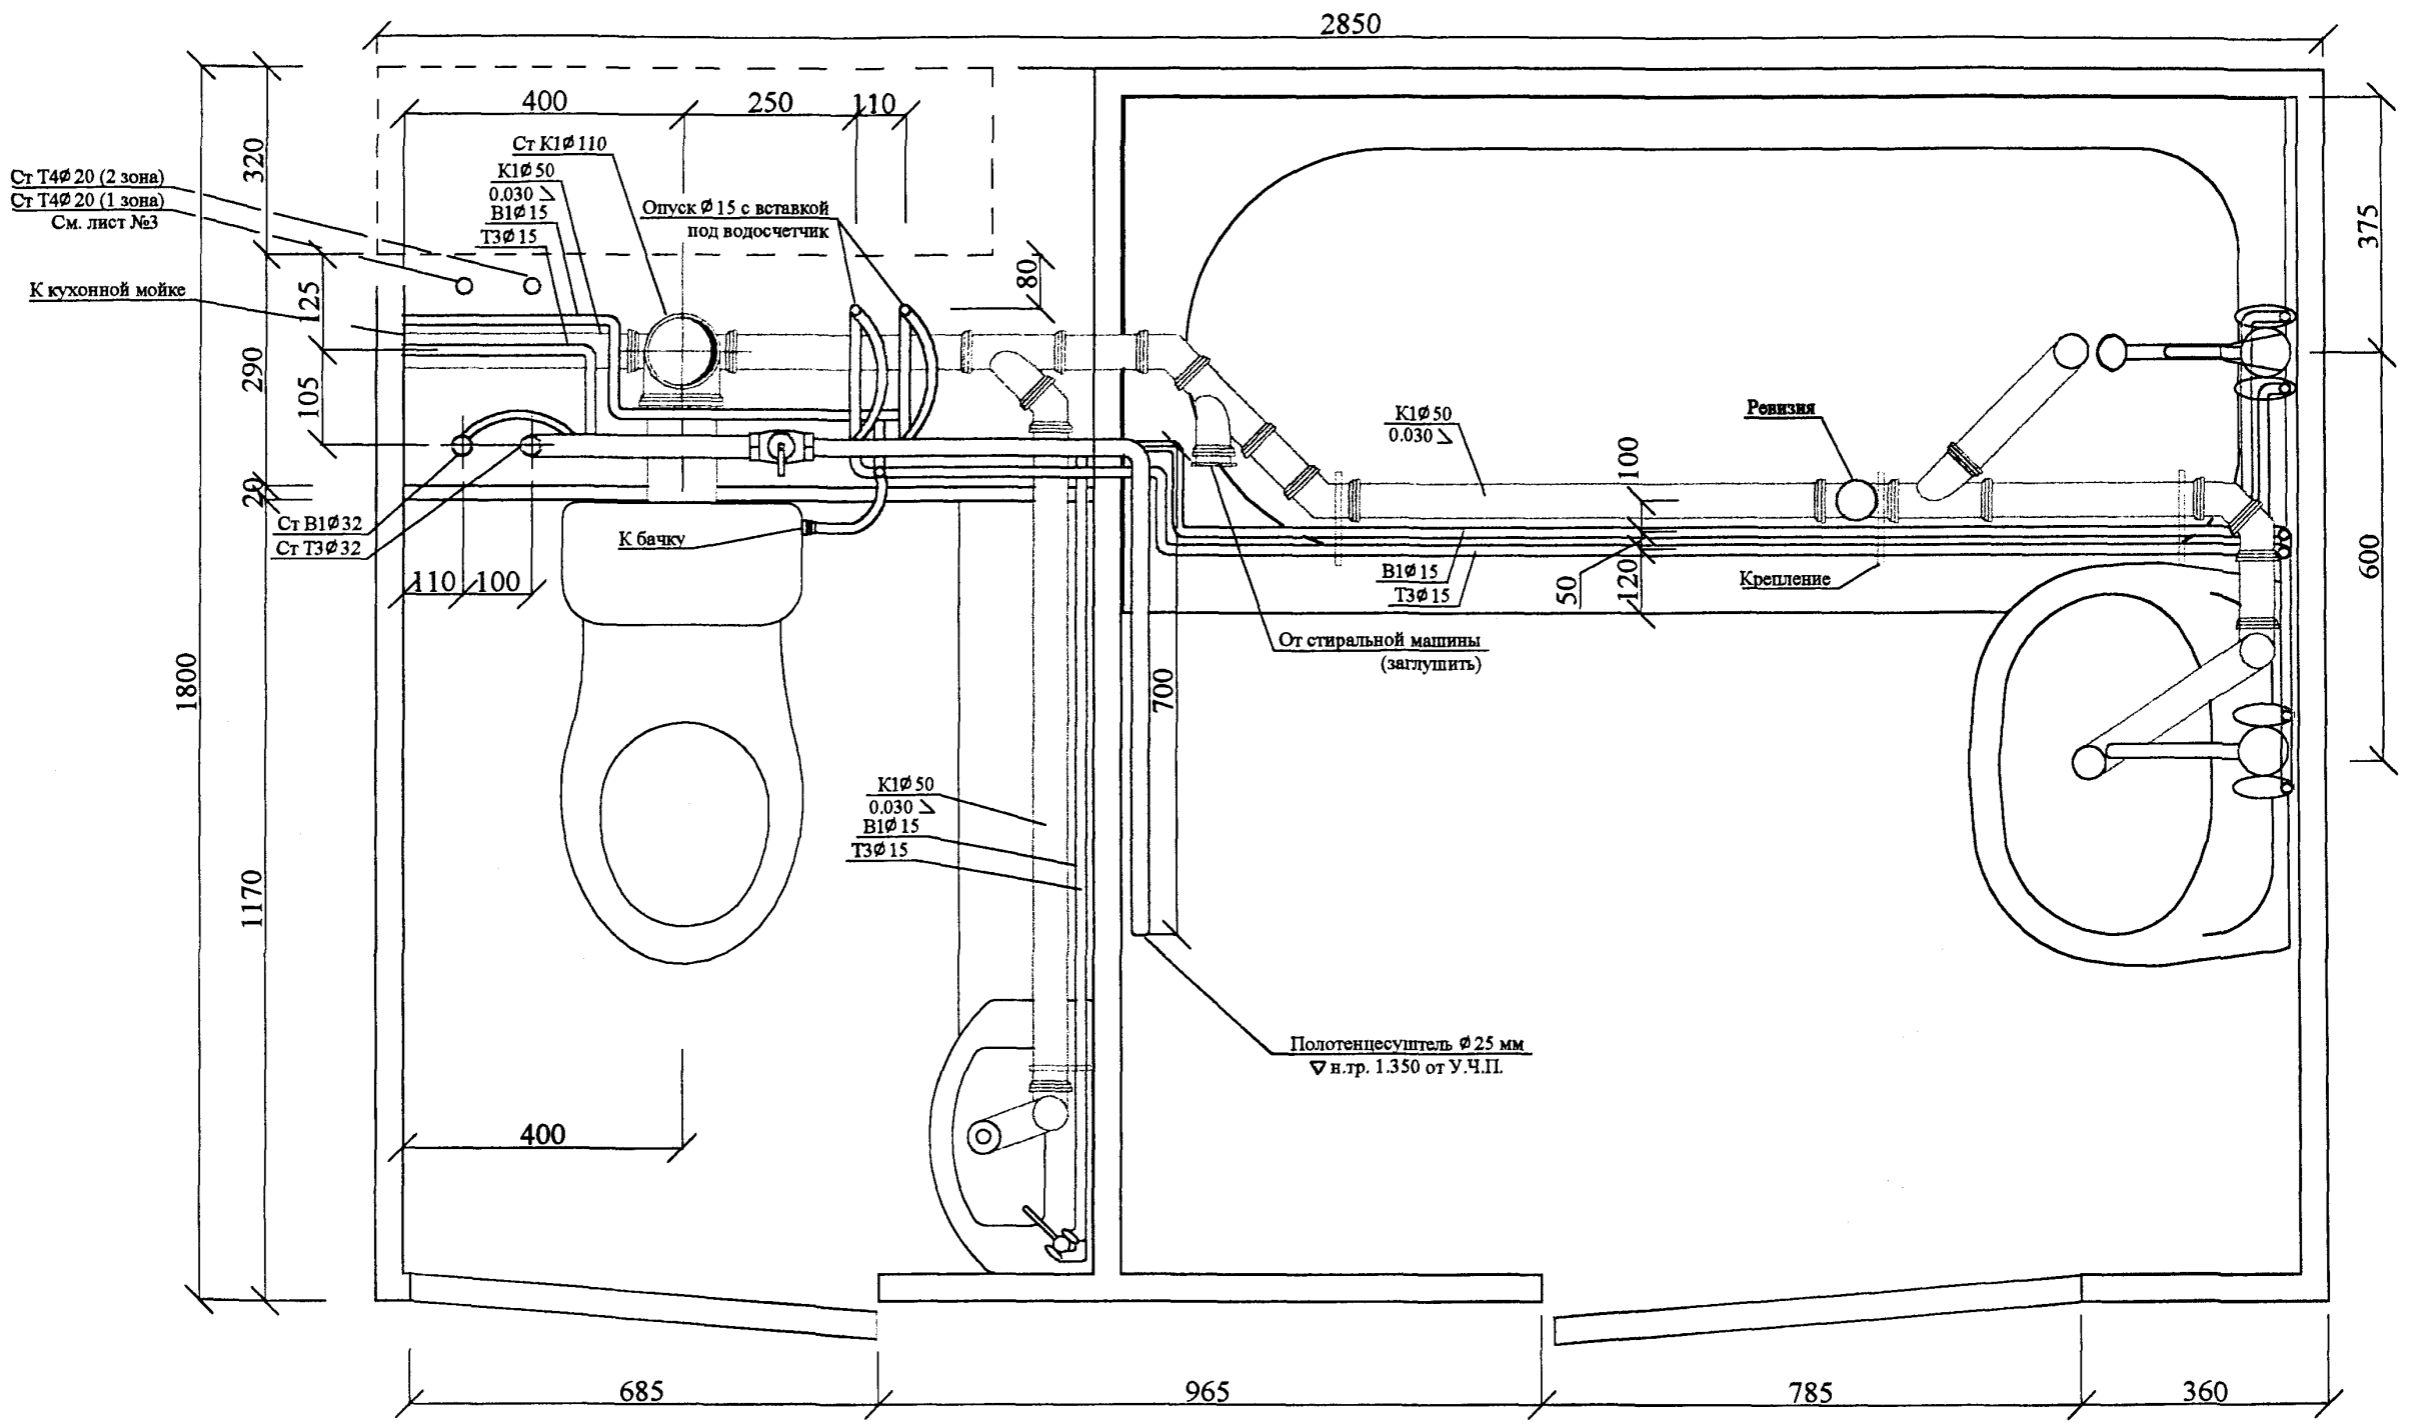 2850
400
250
110
Ст К1Ø110
К1Ø50
0.030
В1Ø15
Т3Ø15
Опуск Ø15 с вставкой
под водосчетчик
320
Ст Т4Ø20 (2 зона)
Ст Т4Ø20 (1 зона)
См. лист №3
К кухонной мойке
125
290
105
20
80
375
К1Ø50
0.030
Ревизия
100
Ст В1Ø32
Ст Т3Ø32
К бачку
110
100
В1Ø15
Т3Ø15
50
120
Крепление
600
От стиральной машины
(заглушить)
1800
700
К1Ø50
0.030
В1Ø15
Т3Ø15
1170
Полотенцесуштель Ø25 мм
н.тр. 1.350 от У.Ч.П.
400
685
965
785
360